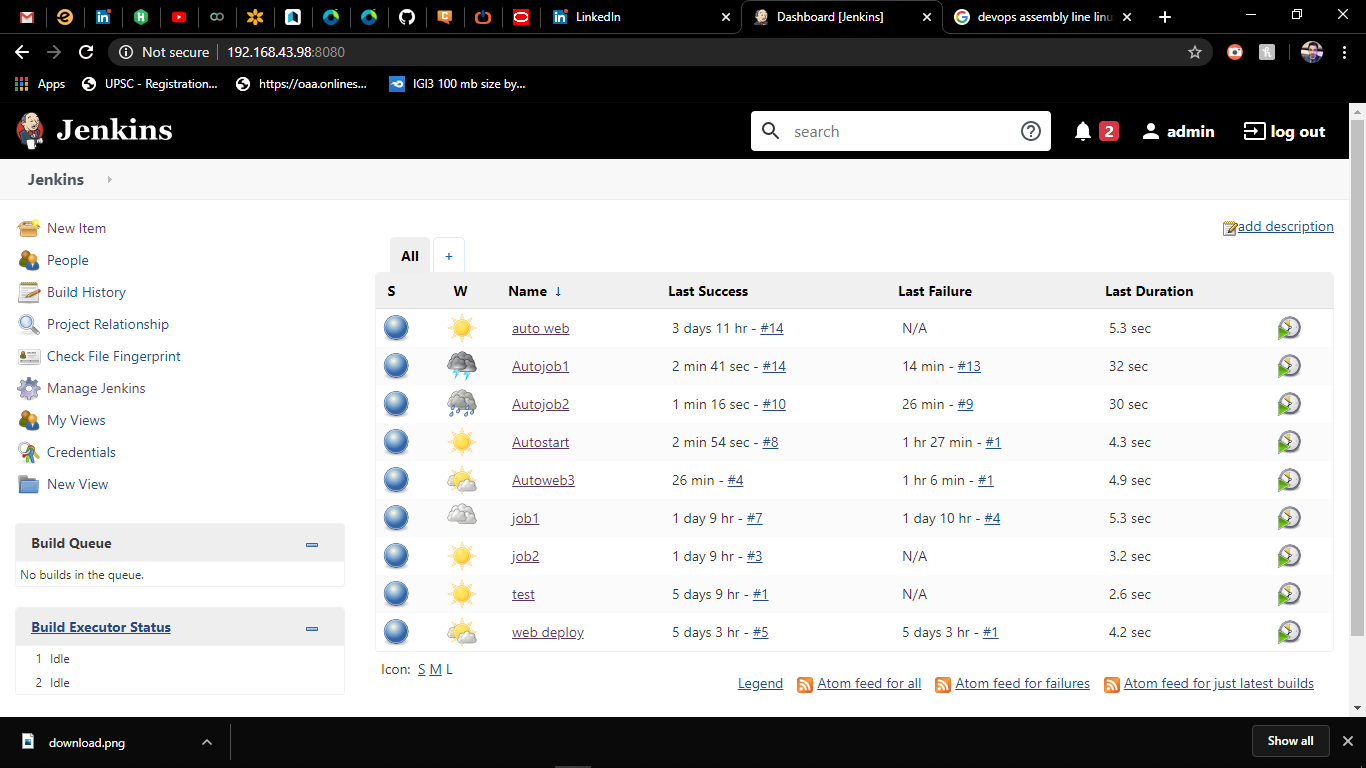 LinkedIn
Dashboard [Jenkins]
devops assembly line linu
Not secure 192.168.43.98:8080
Apps UPSC - Registration... https://oaa.onlines... IGI3 100 mb size by...
Jenkins search 2 admin log out
Jenkins
New Item
People
Build History
Project Relationship
Check File Fingerprint
Manage Jenkins
My Views
Credentials
New View
Build Queue
No builds in the queue.
Build Executor Status
1 Idle
2 Idle
add description
All +
S W Name ↓ Last Success Last Failure Last Duration
auto web 3 days 11 hr - #14 N/A 5.3 sec
Autojob1 2 min 41 sec - #14 14 min - #13 32 sec
Autojob2 1 min 16 sec - #10 26 min - #9 30 sec
Autostart 2 min 54 sec - #8 1 hr 27 min - #1 4.3 sec
Autoweb3 26 min - #4 1 hr 6 min - #1 4.9 sec
job1 1 day 9 hr - #7 1 day 10 hr - #4 5.3 sec
job2 1 day 9 hr - #3 N/A 3.2 sec
test 5 days 9 hr - #1 N/A 2.6 sec
web deploy 5 days 3 hr - #5 5 days 3 hr - #1 4.2 sec
Icon: S M L
Legend Atom feed for all Atom feed for failures Atom feed for just latest builds
download.png Show all